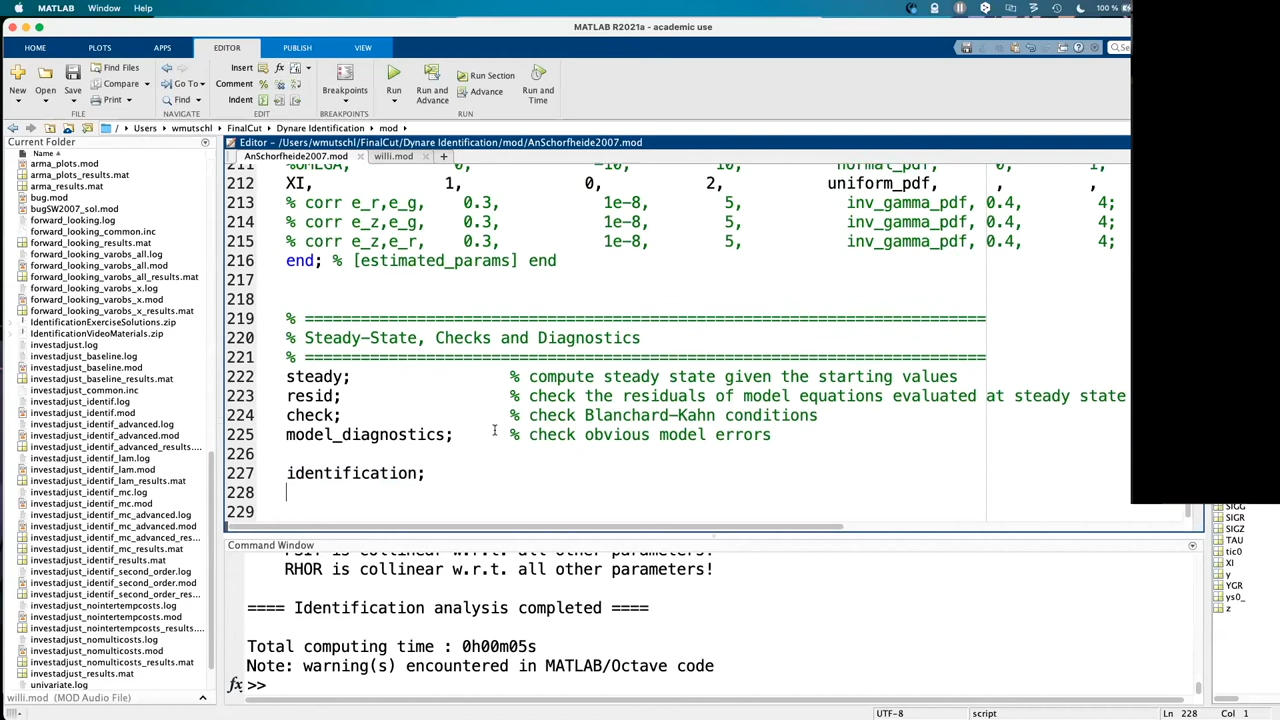 MATLAB Window Help
100 %
MATLAB R2021a - academic use
HOME PLOTS APPS EDITOR PUBLISH VIEW
New Open Save Find Files Compare Print Go To Find Insert Comment Indent Breakpoints Run Run and Advance Run Section Advance Run and Time
FILE NAVIGATE EDIT BREAKPOINTS RUN
/ Users wmutschl FinalCut Dynare Identification mod
Current Folder
Name
arma_plots.mod
arma_plots_results.mat
arma_results.mat
bug.mod
bugSW2007_sol.mod
forward_looking.log
forward_looking_common.inc
forward_looking_results.mat
forward_looking_varobs_all.log
forward_looking_varobs_all.mod
forward_looking_varobs_all_results.mat
forward_looking_varobs_x.log
forward_looking_varobs_x.mod
forward_looking_varobs_x_results.mat
IdentificationExerciseSolutions.zip
IdentificationVideoMaterials.zip
investadjust.log
investadjust_baseline.log
investadjust_baseline.mod
investadjust_baseline_results.mat
investadjust_common.inc
investadjust_identif.log
investadjust_identif.mod
investadjust_identif_advanced.log
investadjust_identif_advanced.mod
investadjust_identif_advanced_results....
investadjust_identif_lam.log
investadjust_identif_lam.mod
investadjust_identif_lam_results.mat
investadjust_identif_mc.log
investadjust_identif_mc.mod
investadjust_identif_mc_advanced.log
investadjust_identif_mc_advanced.mod
investadjust_identif_mc_advanced_res...
investadjust_identif_mc_results.mat
investadjust_identif_results.mat
investadjust_identif_second_order.log
investadjust_identif_second_order.mod
investadjust_identif_second_order_res...
investadjust_nointertempcosts.log
investadjust_nointertempcosts.mod
investadjust_nointertempcosts_results....
investadjust_nomulticosts.log
investadjust_nomulticosts.mod
investadjust_nomulticosts_results.mat
investadjust_results.mat
univariate.log
willi.mod (MOD Audio File)
Editor - /Users/wmutschl/FinalCut/Dynare Identification/mod/AnSchorfheide2007.mod
AnSchorfheide2007.mod willi.mod
211 %OMEGA, 0, -10, 10, normal_pdf, 0, 1,
212 XI, 1, 0, 2, uniform_pdf, , ,
213 % corr e_r,e_g, 0.3, 1e-8, 5, inv_gamma_pdf, 0.4, 4;
214 % corr e_z,e_g, 0.3, 1e-8, 5, inv_gamma_pdf, 0.4, 4;
215 % corr e_z,e_r, 0.3, 1e-8, 5, inv_gamma_pdf, 0.4, 4;
216 end; % [estimated_params] end
217
218
219 % =========================================================================
220 % Steady-State, Checks and Diagnostics
221 % =========================================================================
222 steady; % compute steady state given the starting values
223 resid; % check the residuals of model equations evaluated at steady state
224 check; % check Blanchard-Kahn conditions
225 model_diagnostics; % check obvious model errors
226
227 identification;
228
229
Command Window
RHOR is collinear w.r.t. all other parameters!
==== Identification analysis completed ====
Total computing time : 0h00m05s
Note: warning(s) encountered in MATLAB/Octave code
fx >>
SIGG
SIGR
SIGZ
TAU
tic0
XI
y
YGR
ys0_
z
UTF-8 script Ln 228 Col 1